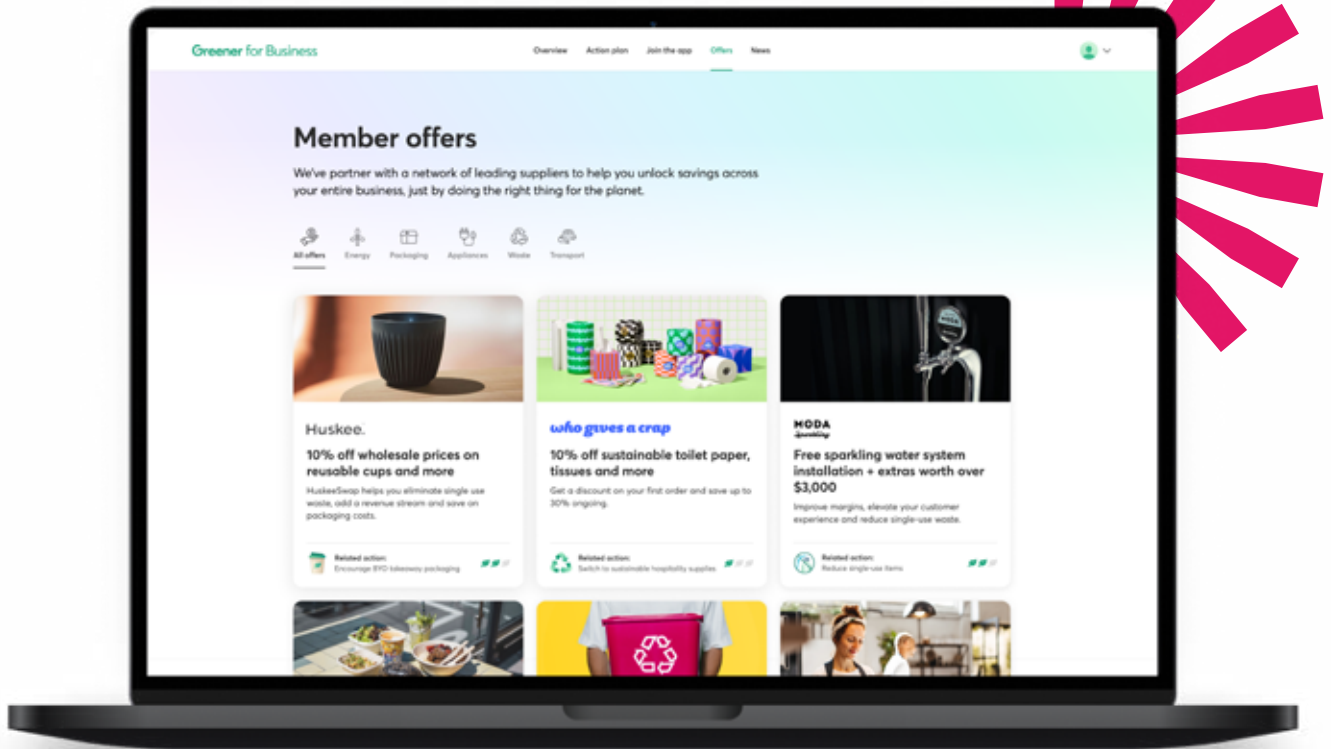 Greener for Business
Overview Action plan Join the app Offers News
Member offers
We've partner with a network of leading suppliers to help you unlock savings across
your entire business, just by doing the right thing for the planet.
All offers Energy Packaging Appliances Waste Transport
Huskee.
10% off wholesale prices on
reusable cups and more
HuskeeSwap helps you eliminate single use
waste, add a revenue stream and save on
packaging costs.
Related action:
Encourage BYO takeaway packaging
who gives a crap
10% off sustainable toilet paper,
tissues and more
Get a discount on your first order and save up to
30% ongoing.
Related action:
Switch to sustainable hospitality supplies
MODA
MODA
Free sparkling water system
installation + extras worth over
$3,000
Improve margins, elevate your customer
experience and reduce single-use waste.
Related action:
Reduce single-use items